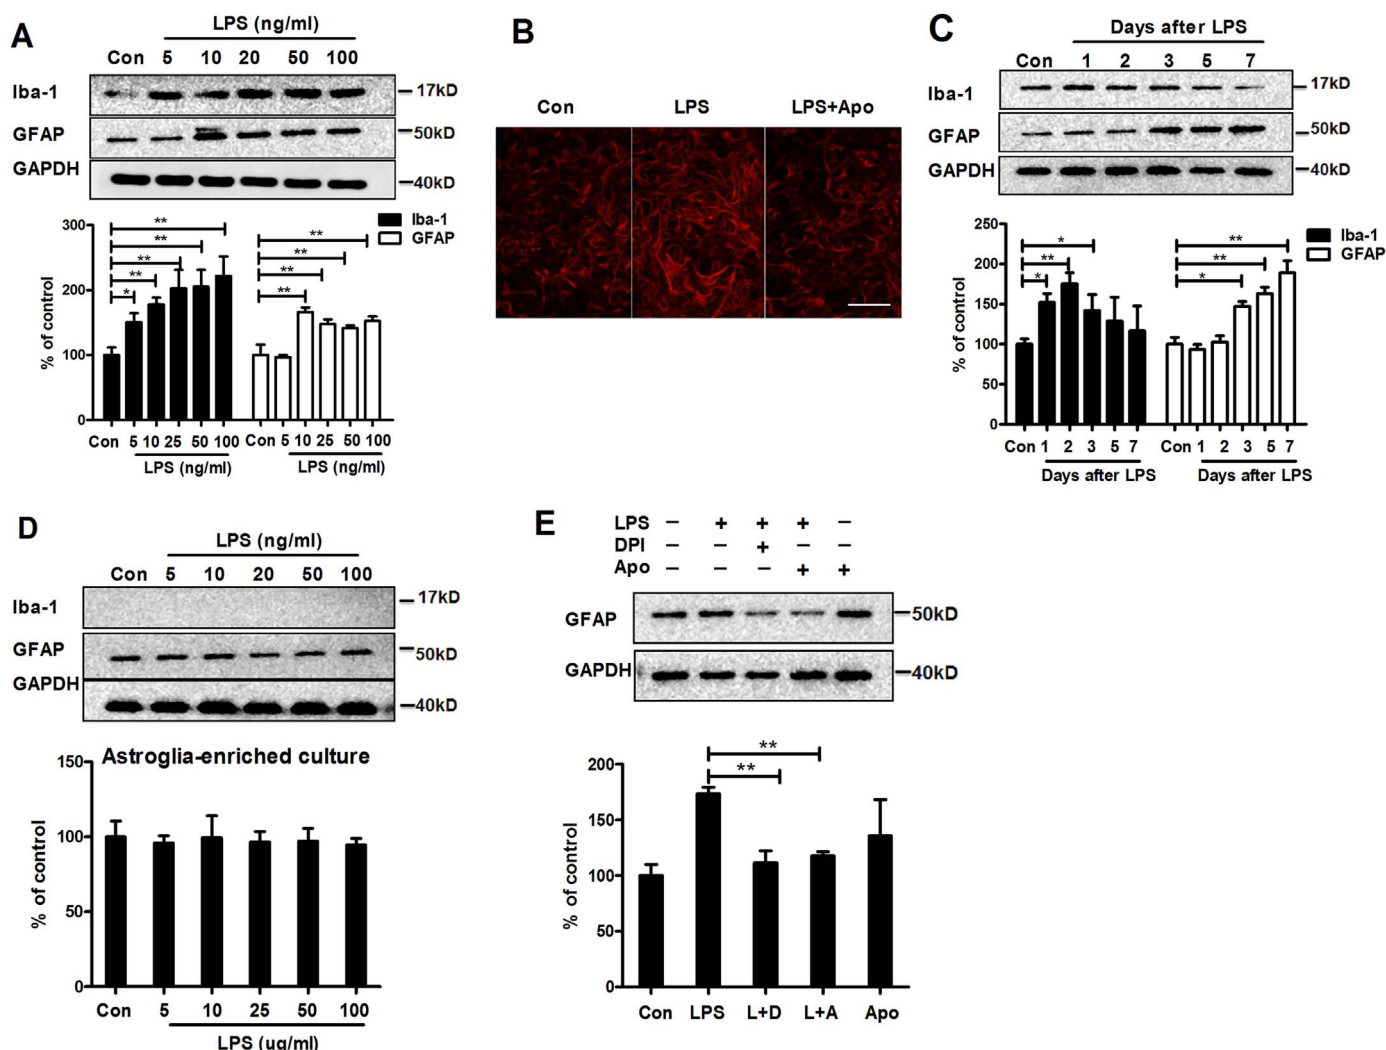 A
LPS (ng/ml)
Con 5 10 20 50 100
Iba-1 17kD
GFAP 50kD
GAPDH 40kD
300
200
100
0
% of control
** ** ** ** *
** ** ** **
Iba-1
GFAP
Con 5 10 25 50 100 Con 5 10 25 50 100
LPS (ng/ml) LPS (ng/ml)
B
Con LPS LPS+Apo
C
Days after LPS
Con 1 2 3 5 7
Iba-1 17kD
GFAP 50kD
GAPDH 40kD
250
200
150
100
50
0
% of control
* ** *
** ** *
Iba-1
GFAP
Con 1 2 3 5 7 Con 1 2 3 5 7
Days after LPS Days after LPS
D
LPS (ng/ml)
Con 5 10 20 50 100
Iba-1 17kD
GFAP 50kD
GAPDH 40kD
Astroglia-enriched culture
150
100
50
0
% of control
Con 5 10 25 50 100
LPS (ug/ml)
E
LPS – + + + –
DPI – – + – –
Apo – – – + +
GFAP 50kD
GAPDH 40kD
200
150
100
50
0
% of control
**
**
Con LPS L+D L+A Apo